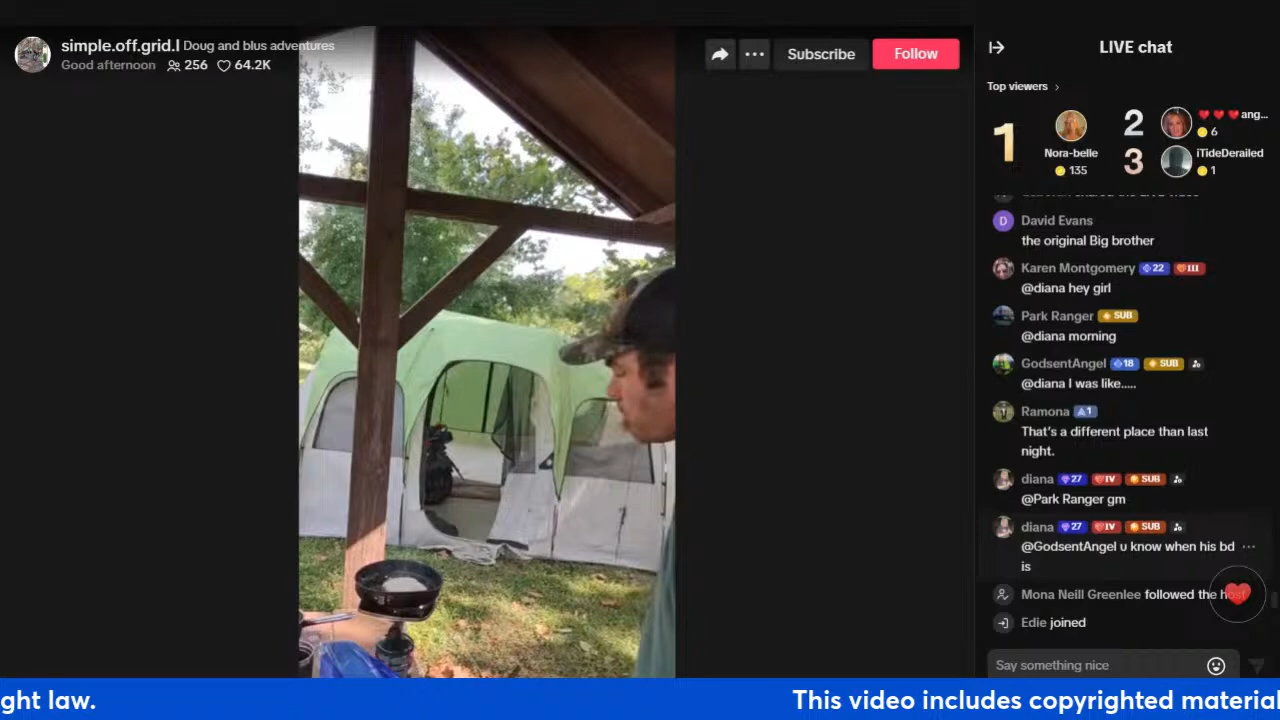 simple.off.grid.l Doug and blus adventures
Good afternoon 256 64.2K
Subscribe
Follow
LIVE chat
Top viewers
1
Nora-belle
135
2
ang...
6
3
iTideDerailed
1
D David Evans
the original Big brother
Karen Montgomery 22 III
@diana hey girl
Park Ranger SUB
@diana morning
GodsentAngel 18 SUB
@diana I was like.....
Ramona 1
That's a different place than last
night.
diana 27 IV SUB
@Park Ranger gm
diana 27 IV SUB
@GodsentAngel u know when his bd
is
Mona Neill Greenlee followed the host
Edie joined
Say something nice
ght law.
This video includes copyrighted material